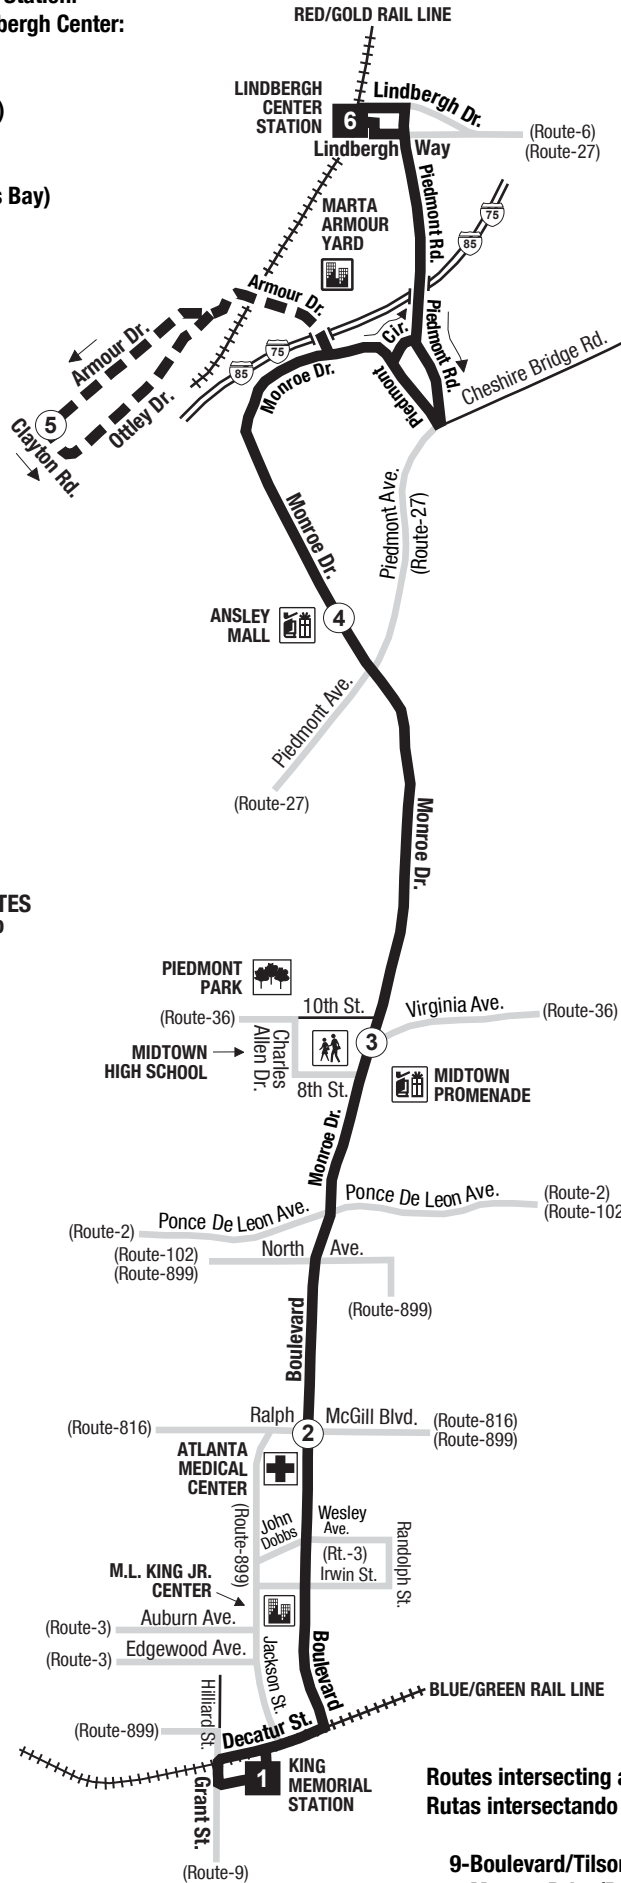 Station:
bergh Center:
)
s Bay)
RED/GOLD RAIL LINE
LINDBERGH
CENTER
STATION
6
Lindbergh Dr.
(Route-6)
(Route-27)
Lindbergh Way
Piedmont Rd.
MARTA
ARMOUR
YARD
75
85
Armour Dr.
Armour Dr.
75
85
Cir.
Piedmont Rd.
Piedmont
Cheshire Bridge Rd.
Monroe Dr.
Ottley Dr.
5
Clayton Rd.
Monroe Dr.
Piedmont Ave.
(Route-27)
ANSLEY
MALL
4
Piedmont Ave.
(Route-27)
Monroe Dr.
TES
PIEDMONT
PARK
(Route-36)
10th St.
Virginia Ave.
(Route-36)
3
MIDTOWN
HIGH SCHOOL
Charles
Allen Dr.
8th St.
MIDTOWN
PROMENADE
Monroe Dr.
(Route-2)
Ponce De Leon Ave.
Ponce De Leon Ave.
(Route-2)
(Route-102
(Route-102)
(Route-899)
North Ave.
(Route-899)
Boulevard
(Route-816)
Ralph McGill Blvd.
(Route-816)
(Route-899)
2
ATLANTA
MEDICAL
CENTER
(Route-899)
John
Dobbs
Wesley
Ave.
(Rt.-3)
Irwin St.
Randolph St.
M.L. KING JR.
CENTER
(Route-3)
Auburn Ave.
(Route-3)
Edgewood Ave.
Jackson St.
Boulevard
Hilliard St.
BLUE/GREEN RAIL LINE
(Route-899)
Decatur St.
1
KING
MEMORIAL
STATION
Grant St.
(Route-9)
Routes intersecting a
Rutas intersectando
9-Boulevard/Tilson